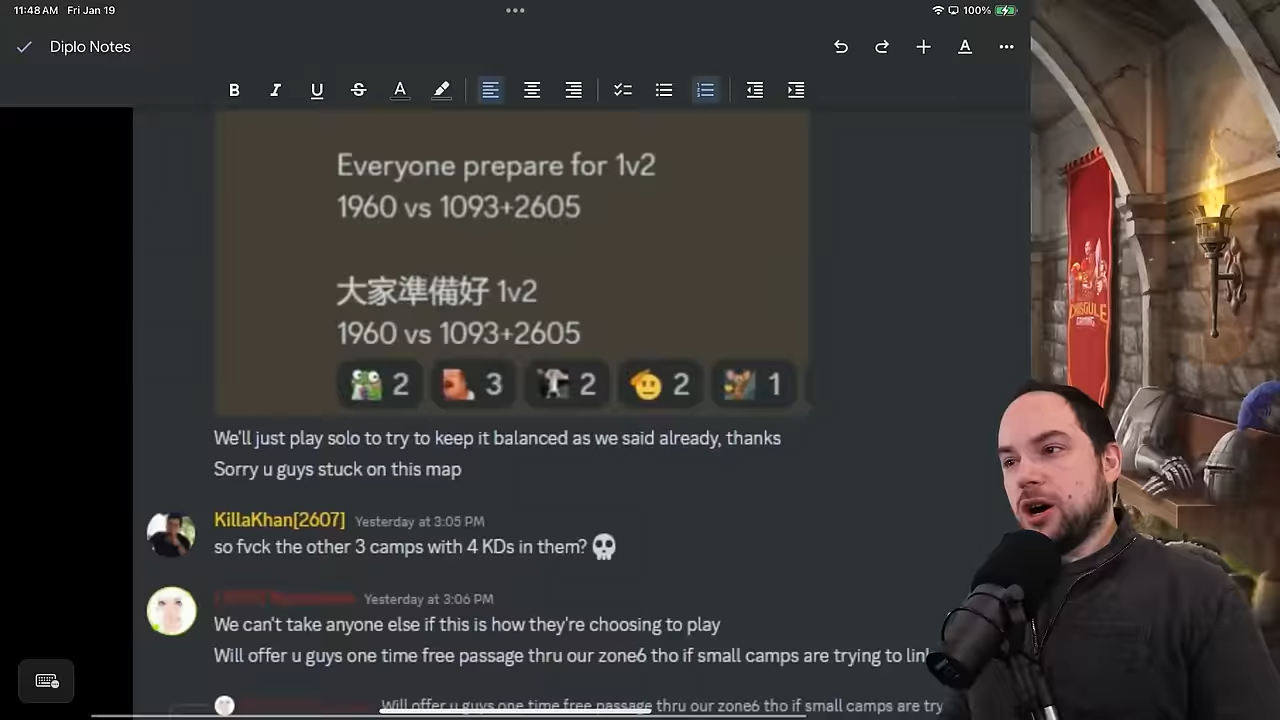 11:48 AM Fri Jan 19
100%
Diplo Notes
B I U S A
Everyone prepare for 1v2
1960 vs 1093+2605
大家準備好 1v2
1960 vs 1093+2605
2 3 2 2 1
We'll just play solo to try to keep it balanced as we said already, thanks
Sorry u guys stuck on this map
KillaKhan[2607] Yesterday at 3:05 PM
so fvck the other 3 camps with 4 KDs in them?
Yesterday at 3:06 PM
We can't take anyone else if this is how they're choosing to play
Will offer u guys one time free passage thru our zone6 tho if small camps are trying to
Will offer u guys one time free passage thru our zone6 tho if small camps are try
CHISGULE
GAMING